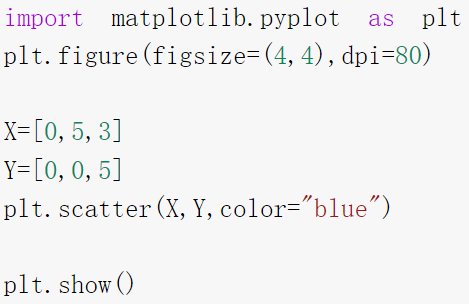 import matplotlib.pyplot as plt
plt.figure(figsize=(4,4),dpi=80)
X=[0,5,3]
Y=[0,0,5]
plt.scatter(X,Y,color="blue")
plt.show()